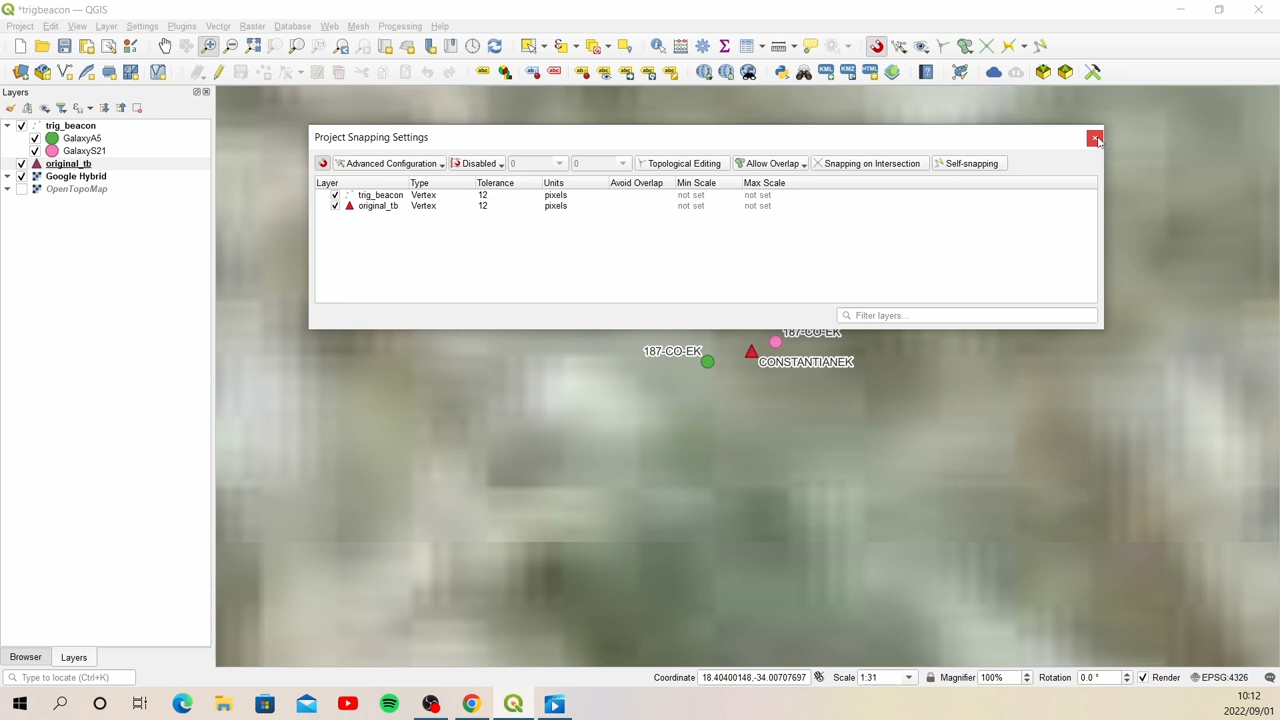 *trigbeacon — QGIS
Project Edit View Layer Settings Plugins Vector Raster Database Web Mesh Processing Help
Layers
trig_beacon
GalaxyA5
GalaxyS21
original_tb
Google Hybrid
OpenTopoMap
Project Snapping Settings
Advanced Configuration Disabled 0 0 Topological Editing Allow Overlap Snapping on Intersection Self-snapping
Layer Type Tolerance Units Avoid Overlap Min Scale Max Scale
trig_beacon Vertex 12 pixels not set not set
original_tb Vertex 12 pixels not set not set
Filter layers...
187-CO-EK
187-CO-EK
CONSTANTIANEK
Browser Layers
Type to locate (Ctrl+K)
Coordinate 18.40400148,-34.00707697 Scale 1:31 Magnifier 100% Rotation 0.0 ° Render EPSG:4326
10:12
2022/09/01